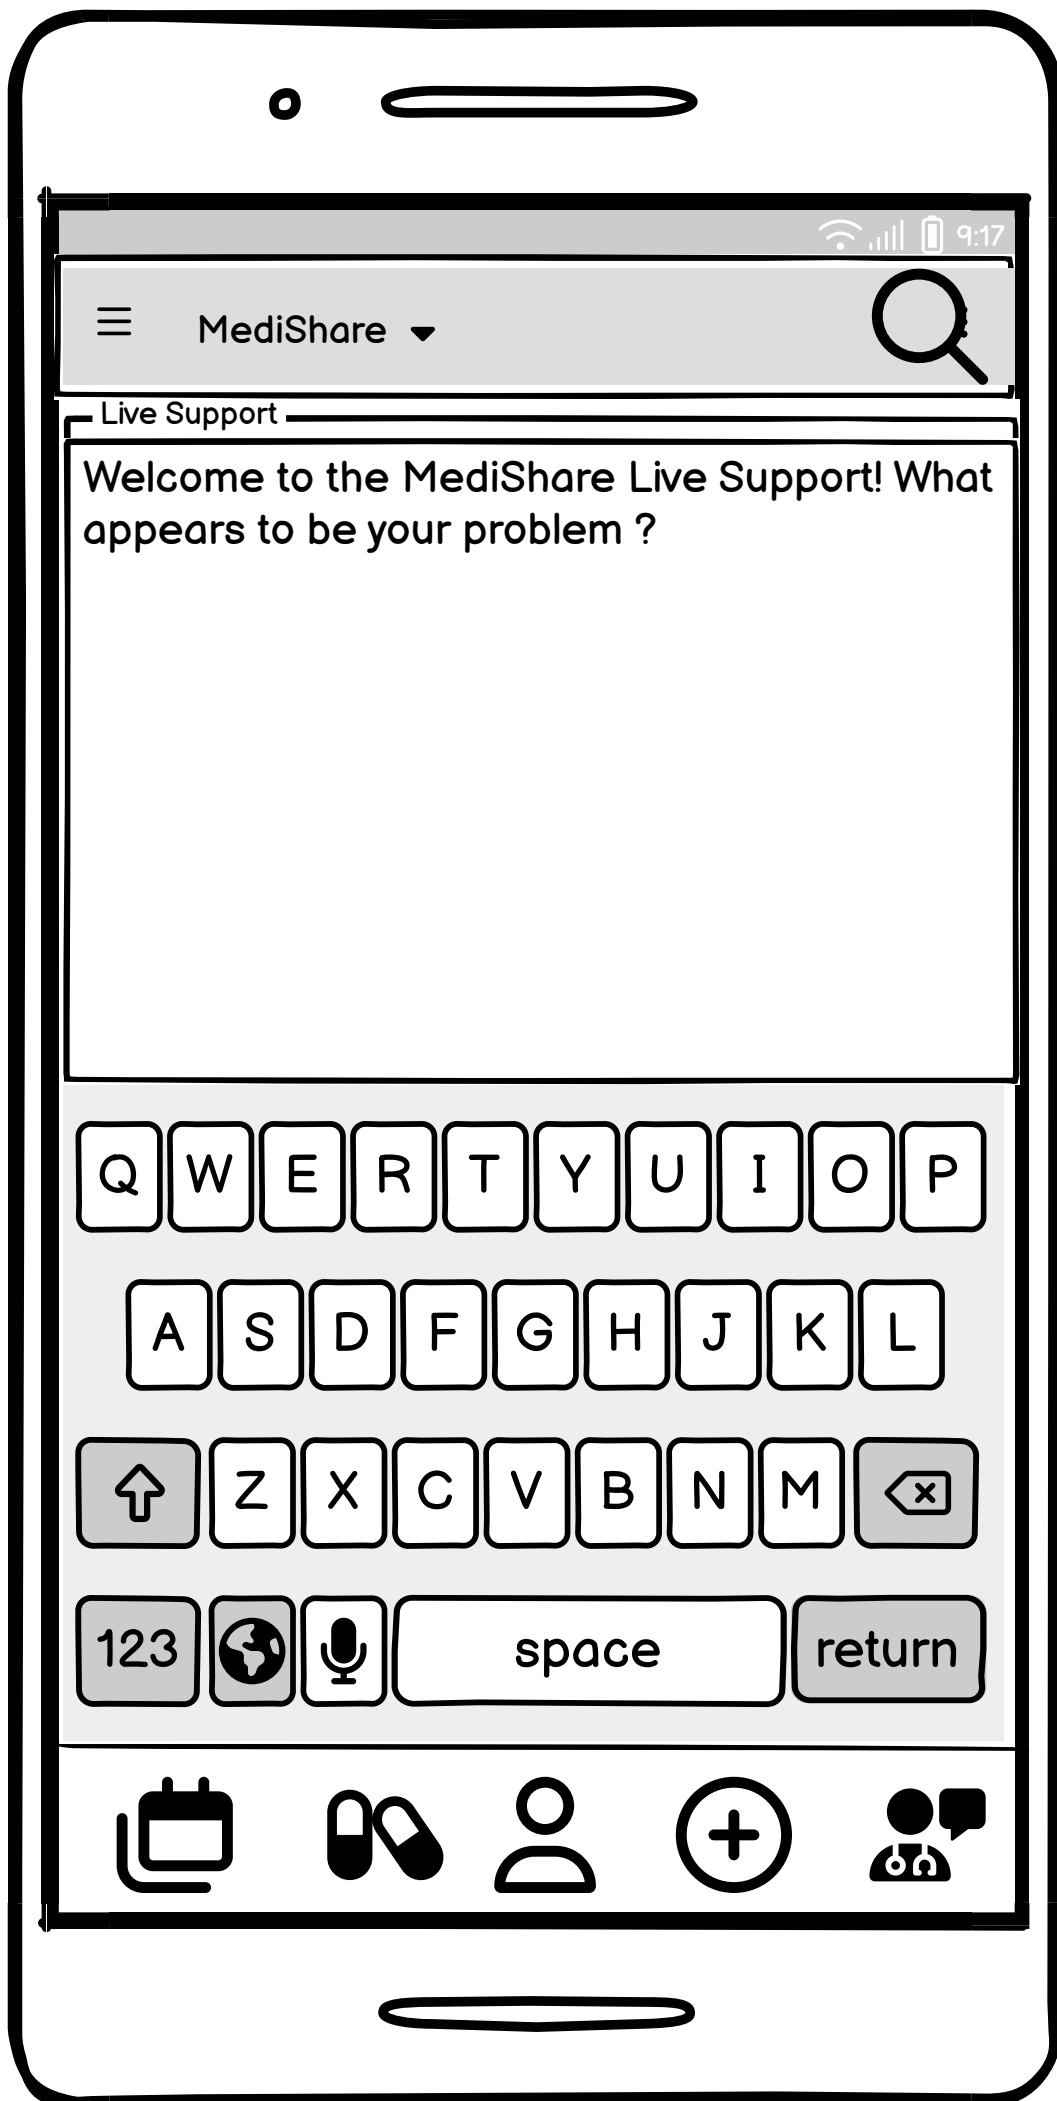 9:17
MediShare
Live Support
Welcome to the MediShare Live Support! What
appears to be your problem ?
Q W E R T Y U I O P
A S D F G H J K L
Z X C V B N M
123 space return